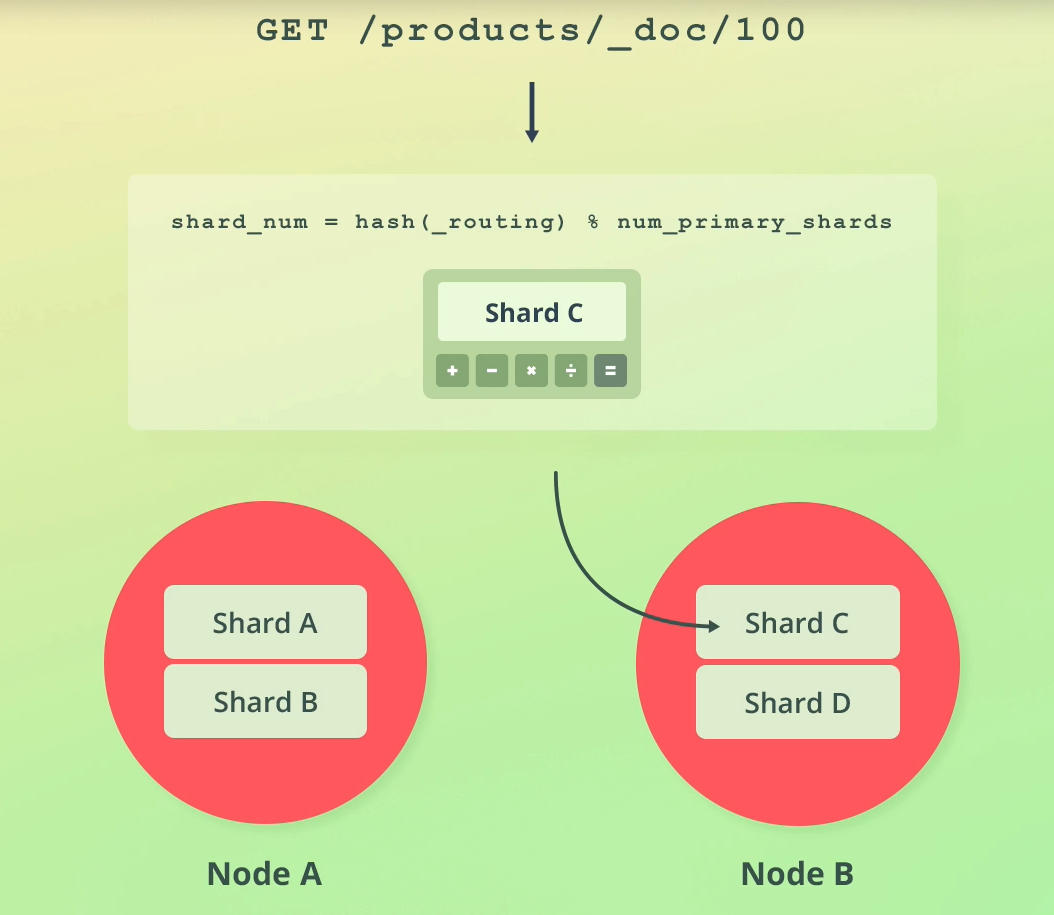 GET /products/_doc/100
shard_num = hash(_routing) % num_primary_shards
Shard C
+ − × ÷ =
Shard A
Shard B
Shard C
Shard D
Node A
Node B